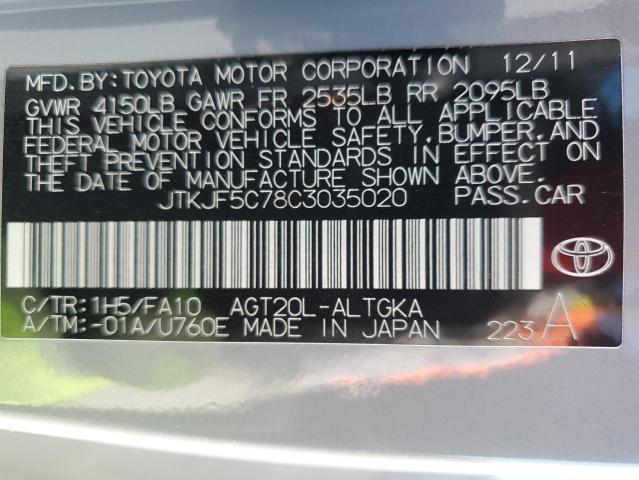 MFD.BY:TOYOTA MOTOR CORPORATION 12/11
GVWR 4150LB GAWR FR 2535LB RR 2095LB
THIS VEHICLE CONFORMS TO ALL APPLICABLE
FEDERAL MOTOR VEHICLE SAFETY,BUMPER,AND
THEFT PREVENTION STANDARDS IN EFFECT ON
THE DATE OF MANUFACTURE SHOWN ABOVE.
JTKJF5C78C3035020 PASS.CAR
C/TR:1H5/FA10 AGT20L-ALTGKA
A/TM:-01A/U760E MADE IN JAPAN 223 A